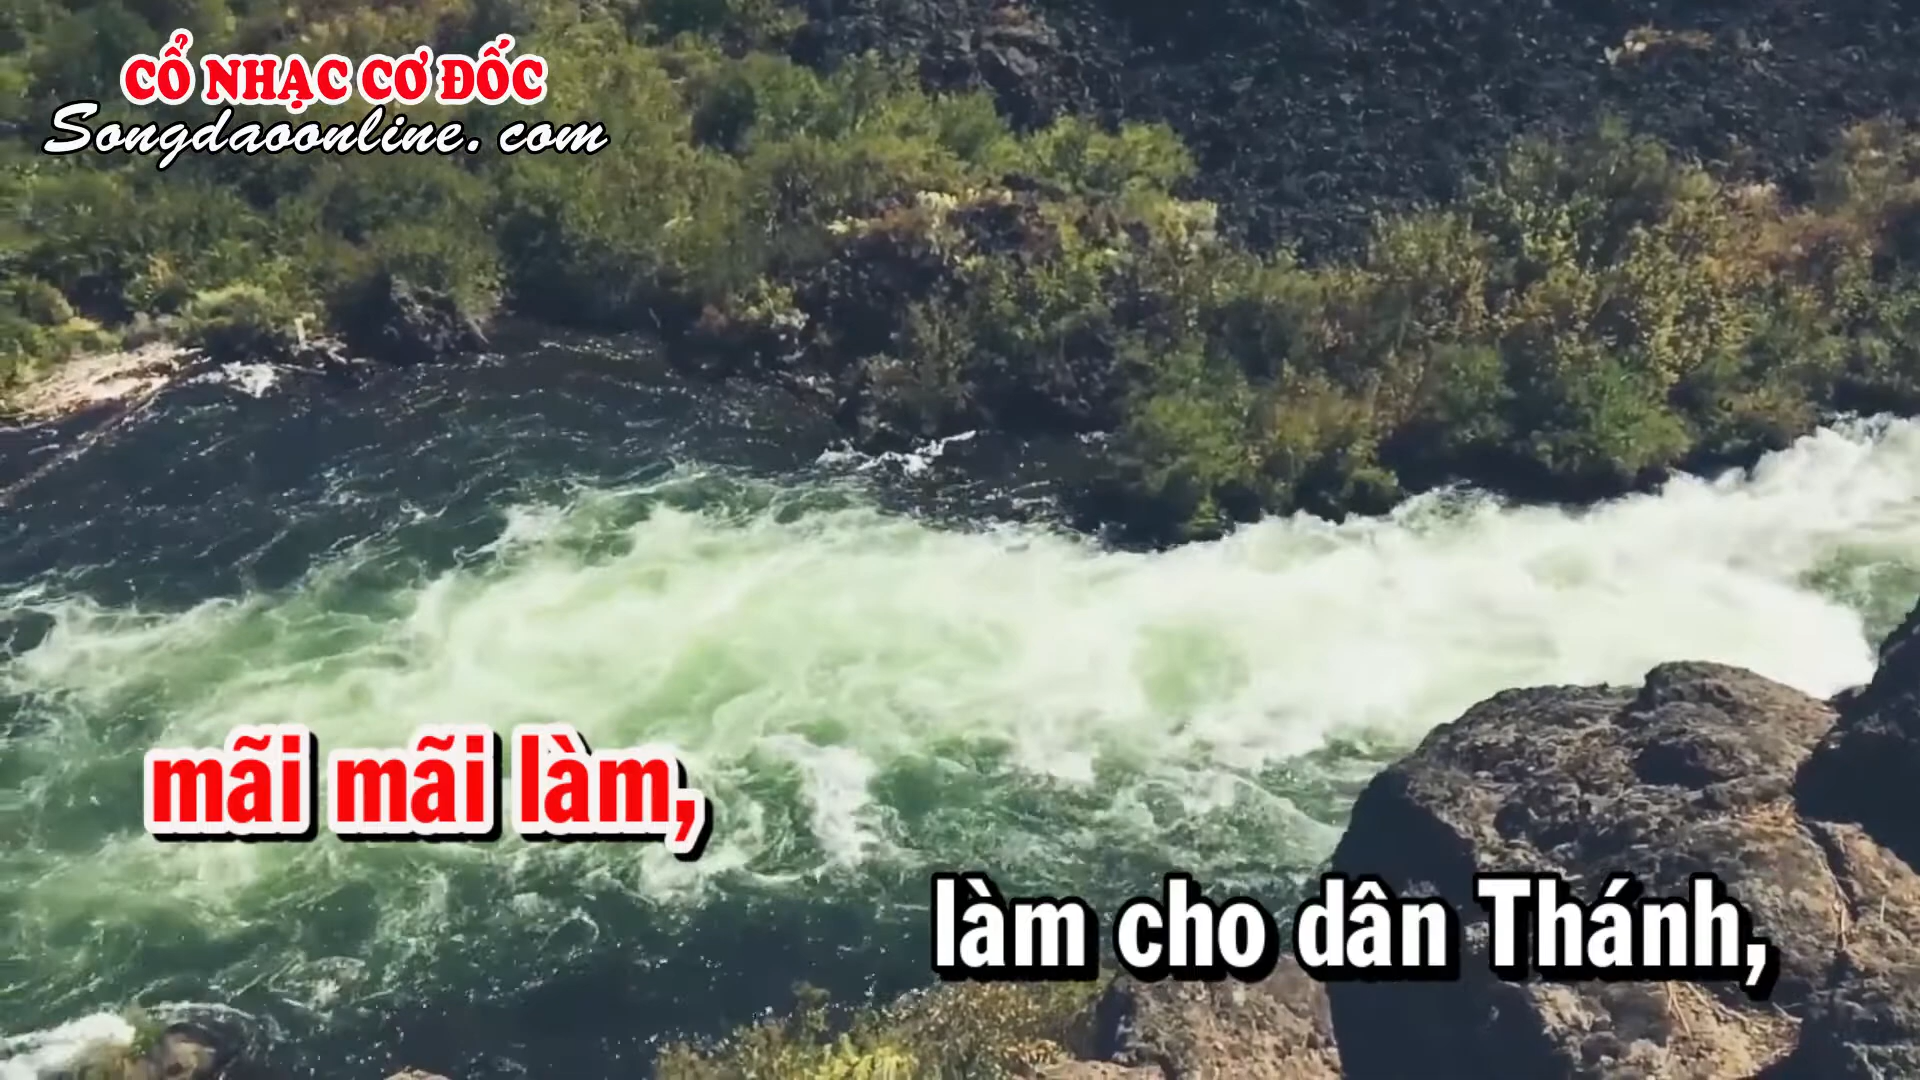 CỔ NHẠC CƠ ĐỐC
Songdaoonline. com
mãi mãi làm,
làm cho dân Thánh,